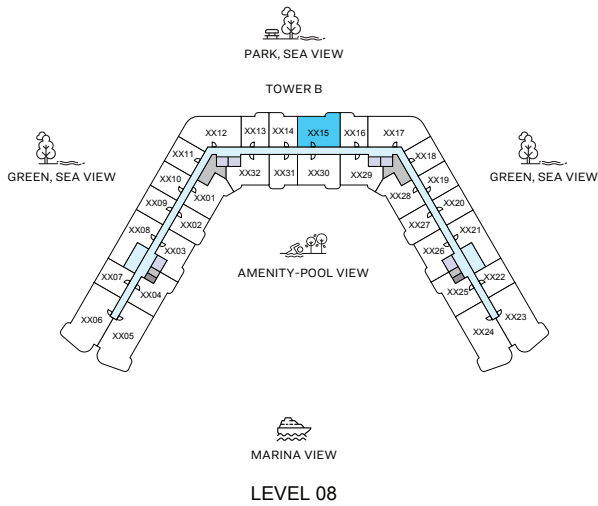 PARK, SEA VIEW
TOWER B
XX12
XX13
XX14
XX15
XX16
XX17
XX11
XX32
XX31
XX30
XX29
XX18
XX10
XX01
XX28
XX19
XX09
XX02
XX27
XX20
XX08
XX03
XX26
XX21
XX07
XX04
XX25
XX22
XX06
XX05
XX24
XX23
GREEN, SEA VIEW
GREEN, SEA VIEW
AMENITY-POOL VIEW
MARINA VIEW
LEVEL 08